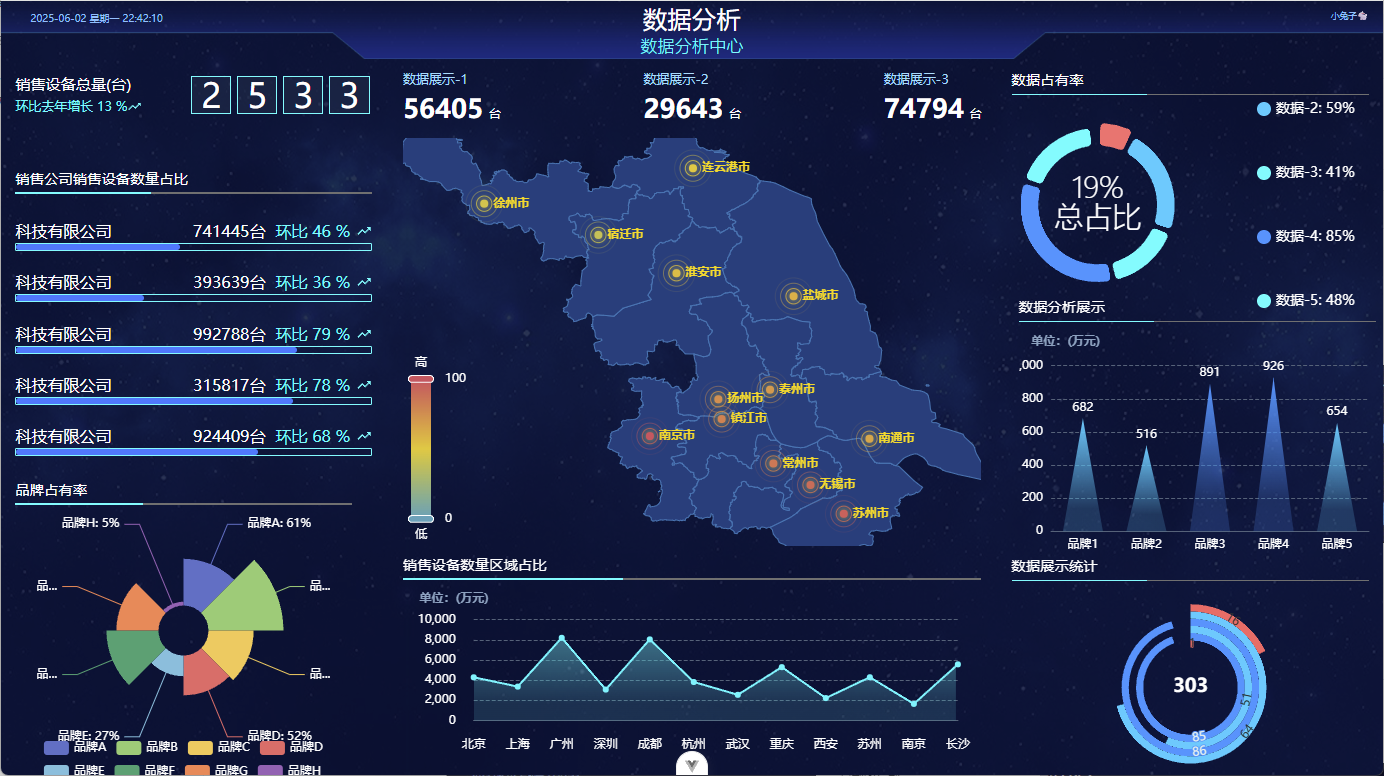 2025-06-02 星期一 22:42:10
数据分析
小兔子
数据分析中心
销售设备总量(台)
环比去年增长 13 %
2 5 3 3
数据展示-1
56405 台
数据展示-2
29643 台
数据展示-3
74794 台
销售公司销售设备数量占比
科技有限公司 741445台 环比 46 %
科技有限公司 393639台 环比 36 %
科技有限公司 992788台 环比 79 %
科技有限公司 315817台 环比 78 %
科技有限公司 924409台 环比 68 %
品牌占有率
品牌H: 5%
品牌A: 61%
品...
品...
品...
品...
品牌E: 27%
品牌D: 52%
品牌A 品牌B 品牌C 品牌D
品牌E 品牌F 品牌G 品牌H
连云港市
徐州市
宿迁市
淮安市
盐城市
泰州市
扬州市
镇江市
南京市
南通市
常州市
无锡市
苏州市
高
100
0
低
销售设备数量区域占比
单位：(万元)
10,000
8,000
6,000
4,000
2,000
0
北京 上海 广州 深圳 成都 杭州 武汉 重庆 西安 苏州 南京 长沙
数据占有率
19%
总占比
数据-2: 59%
数据-3: 41%
数据-4: 85%
数据-5: 48%
数据分析展示
单位：(万元)
,000
800
600
400
200
0
682
516
891
926
654
品牌1 品牌2 品牌3 品牌4 品牌5
数据展示统计
16
1
303
51
64
85
86